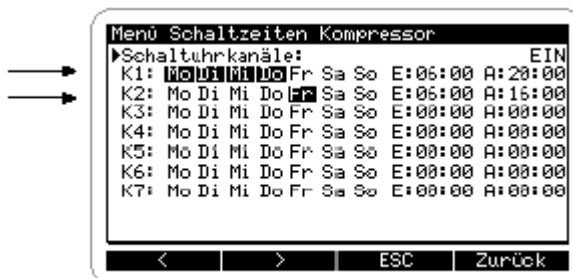 Menü Schaltzeiten Kompressor
▶Schaltuhrkanäle: EIN
K1: Mo Di Mi Do Fr Sa So E:06:00 A:20:00
K2: Mo Di Mi Do Fr Sa So E:06:00 A:16:00
K3: Mo Di Mi Do Fr Sa So E:00:00 A:00:00
K4: Mo Di Mi Do Fr Sa So E:00:00 A:00:00
K5: Mo Di Mi Do Fr Sa So E:00:00 A:00:00
K6: Mo Di Mi Do Fr Sa So E:00:00 A:00:00
K7: Mo Di Mi Do Fr Sa So E:00:00 A:00:00
< > ESC Zurück